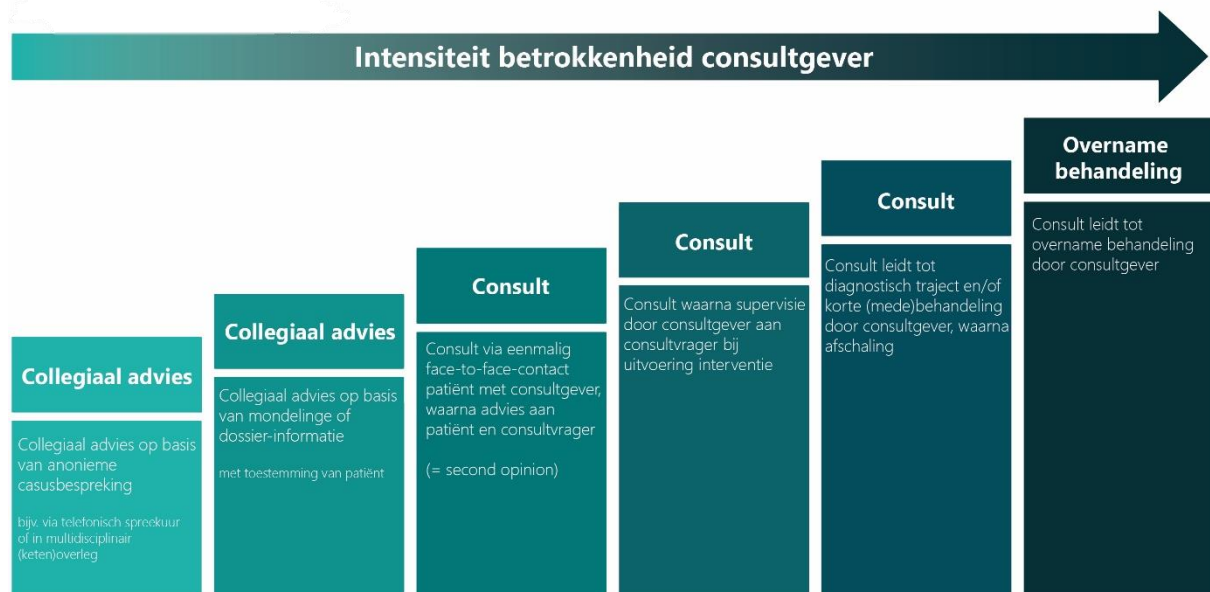 Intensiteit betrokkenheid consultgever
Collegiaal advies
Collegiaal advies op basis
van anonieme
casusbespreking
bijv. via telefonisch spreekuur
of in multidisciplinair
(keten)overleg
Collegiaal advies
Collegiaal advies op basis
van mondelinge of
dossier-informatie
met toestemming van patiënt
Consult
Consult via eenmalig
face-to-face-contact
patiënt met consultgever,
waarna advies aan
patiënt en consultvrager
(= second opinion)
Consult
Consult waarna supervisie
door consultgever aan
consultvrager bij
uitvoering interventie
Consult
Consult leidt tot
diagnostisch traject en/of
korte (mede)behandeling
door consultgever, waarna
afschaling
Overname
behandeling
Consult leidt tot
overname behandeling
door consultgever